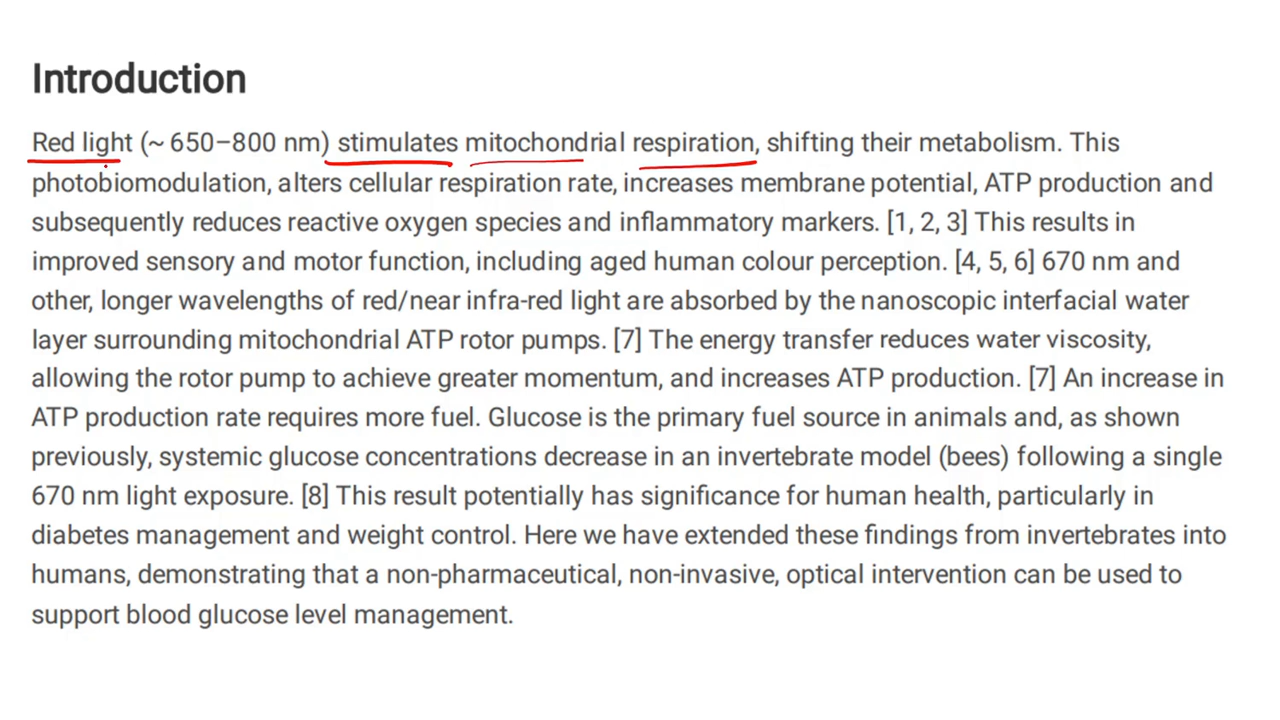 Introduction
Red light (~ 650–800 nm) stimulates mitochondrial respiration, shifting their metabolism. This
photobiomodulation, alters cellular respiration rate, increases membrane potential, ATP production and
subsequently reduces reactive oxygen species and inflammatory markers. [1, 2, 3] This results in
improved sensory and motor function, including aged human colour perception. [4, 5, 6] 670 nm and
other, longer wavelengths of red/near infra-red light are absorbed by the nanoscopic interfacial water
layer surrounding mitochondrial ATP rotor pumps. [7] The energy transfer reduces water viscosity,
allowing the rotor pump to achieve greater momentum, and increases ATP production. [7] An increase in
ATP production rate requires more fuel. Glucose is the primary fuel source in animals and, as shown
previously, systemic glucose concentrations decrease in an invertebrate model (bees) following a single
670 nm light exposure. [8] This result potentially has significance for human health, particularly in
diabetes management and weight control. Here we have extended these findings from invertebrates into
humans, demonstrating that a non-pharmaceutical, non-invasive, optical intervention can be used to
support blood glucose level management.